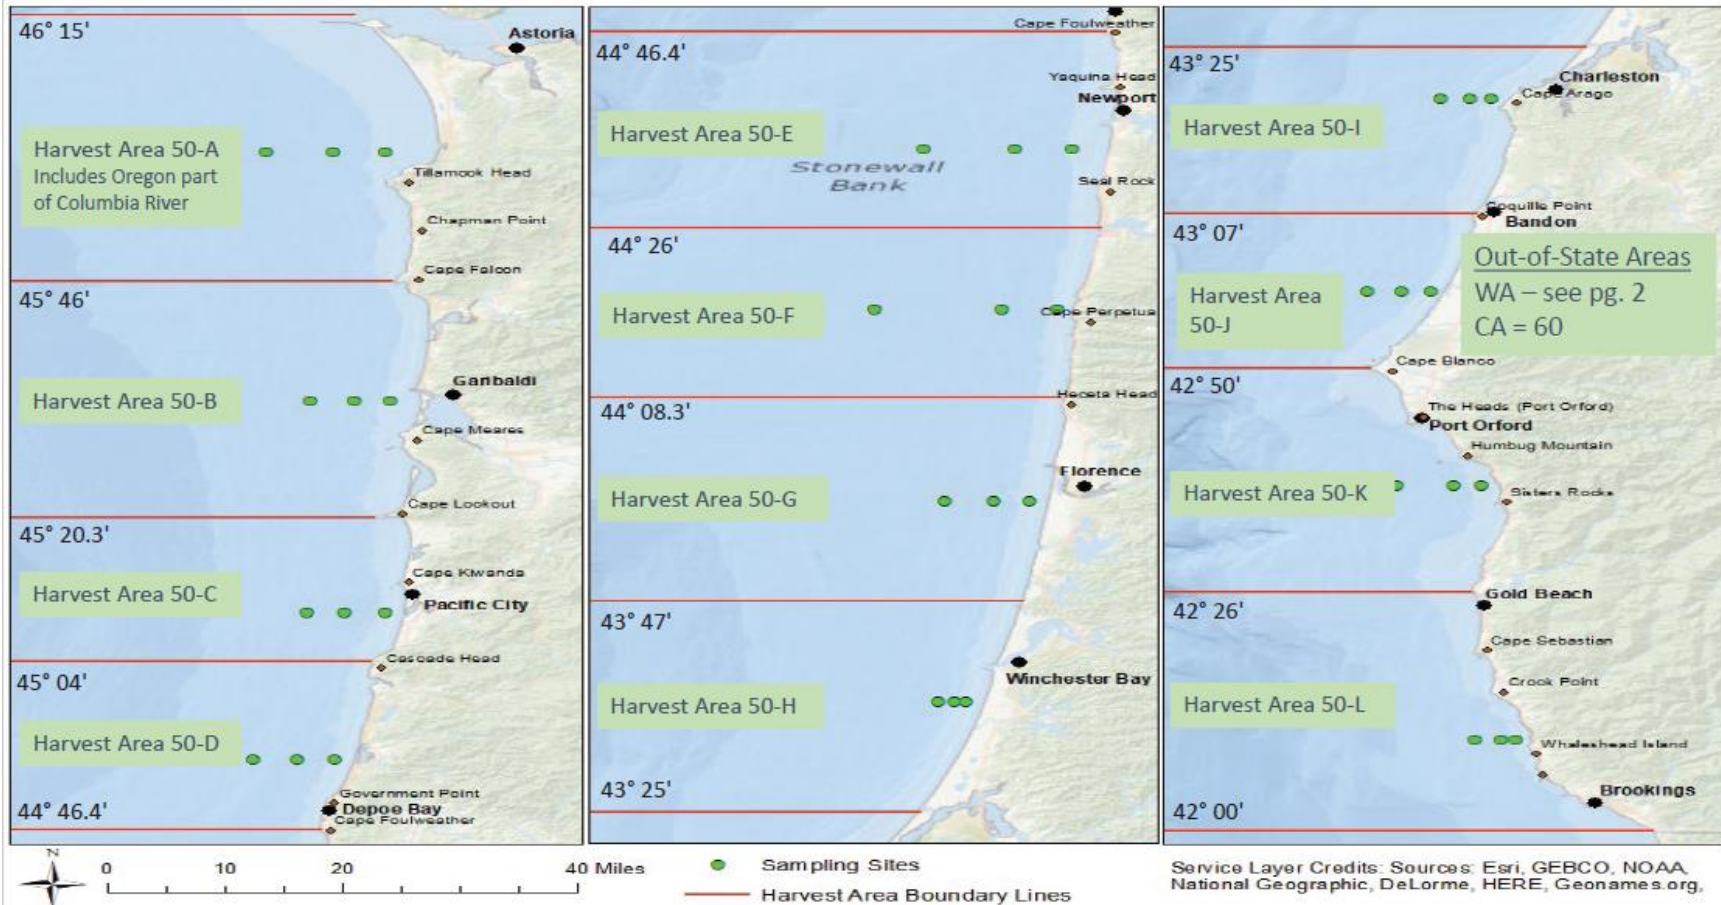 46° 15'
Astoria
Harvest Area 50-A
Includes Oregon part
of Columbia River
Tillamook Head
Chapman Point
Cape Falcon
45° 46'
Garibaldi
Harvest Area 50-B
Cape Meares
Cape Lookout
45° 20.3'
Cape Kiwanda
Harvest Area 50-C
Pacific City
Cascade Head
45° 04'
Harvest Area 50-D
Government Point
Depoe Bay
44° 46.4'
Cape Foulweather
Cape Foulweather
44° 46.4'
Yaquina Head
Newport
Harvest Area 50-E
Stonewall
Bank
Seal Rock
44° 26'
Harvest Area 50-F
Cape Perpetua
Heceta Head
44° 08.3'
Florence
Harvest Area 50-G
43° 47'
Winchester Bay
Harvest Area 50-H
43° 25'
43° 25'
Charleston
Cape Arago
Harvest Area 50-I
Coquille Point
Bandon
43° 07'
Out-of-State Areas
WA – see pg. 2
CA = 60
Harvest Area
50-J
Cape Blanco
42° 50'
The Heads (Port Orford)
Port Orford
Humbug Mountain
Harvest Area 50-K
Sisters Rocks
Gold Beach
42° 26'
Cape Sebastian
Crook Point
Harvest Area 50-L
Whaleshead Island
Brookings
42° 00'
N
0 10 20 40 Miles
Sampling Sites
Harvest Area Boundary Lines
Service Layer Credits: Sources: Esri, GEBCO, NOAA,
National Geographic, DeLorme, HERE, Geonames.org,